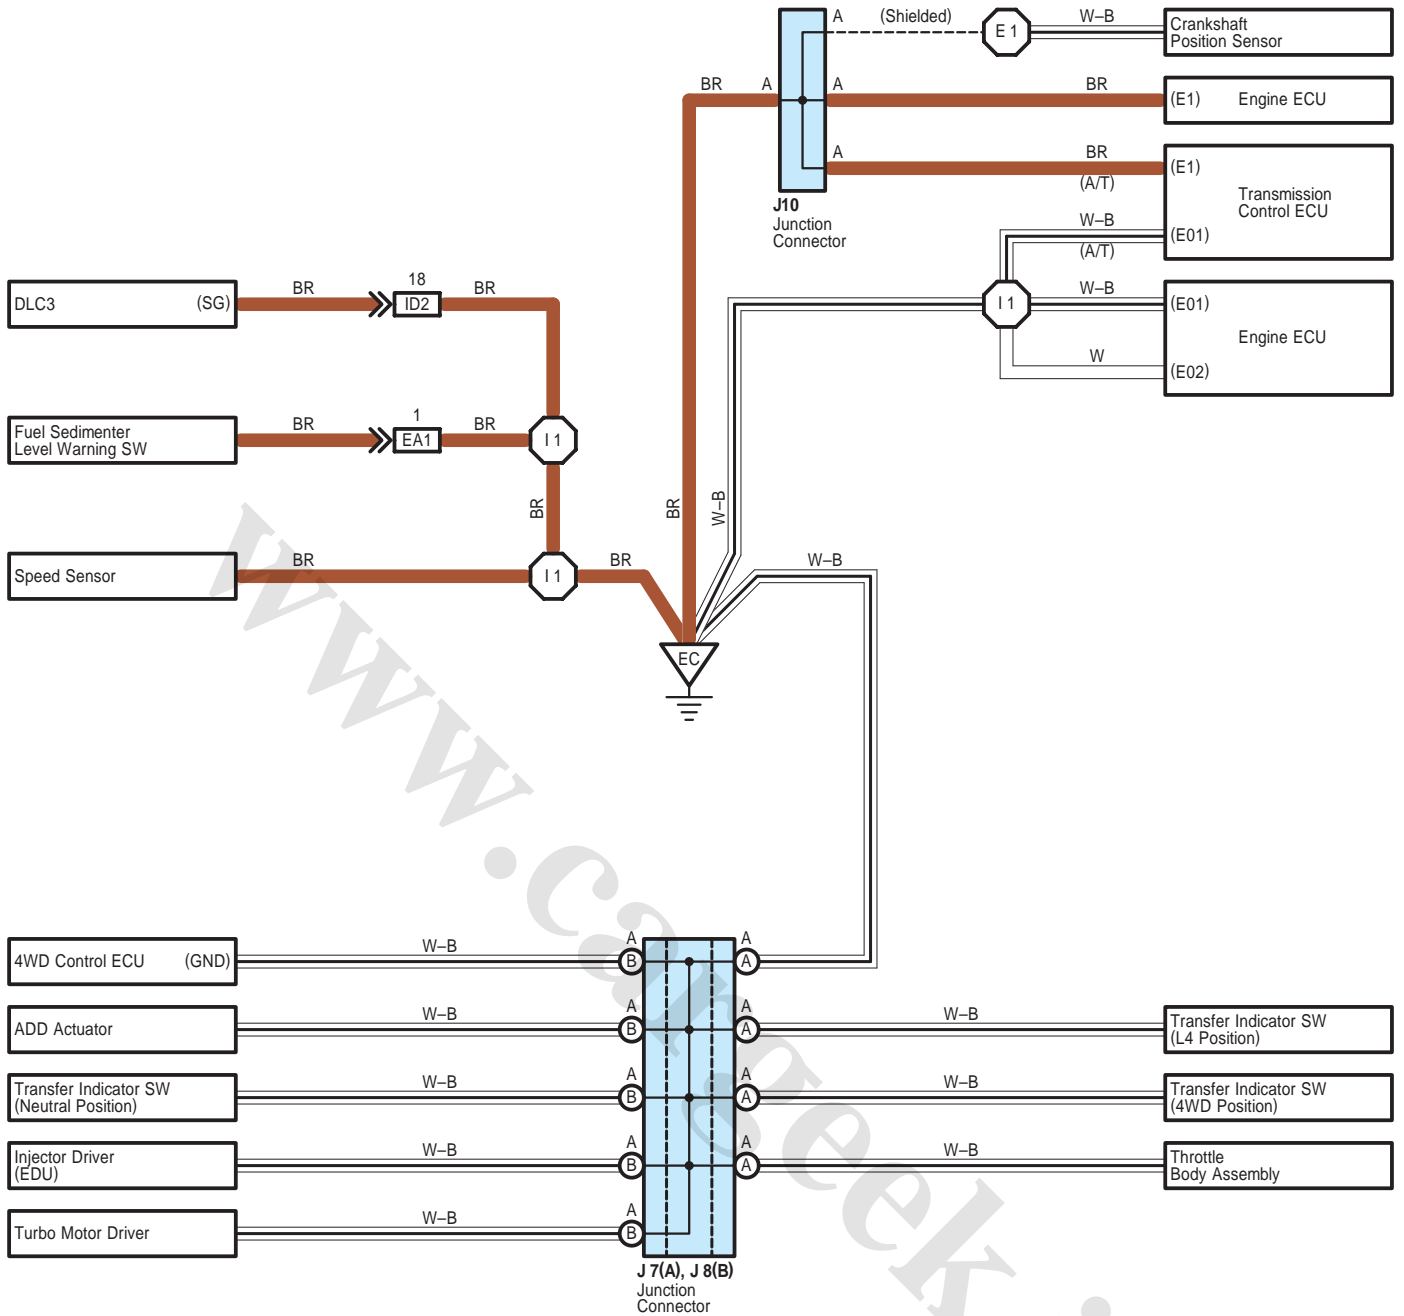 A
(Shielded)
E 1
W–B
Crankshaft
Position Sensor
BR
A
A
BR
(E1)
Engine ECU
A
BR
(A/T)
(E1)
Transmission
Control ECU
W–B
(A/T)
(E01)
J10
Junction
Connector
DLC3
(SG)
BR
18
ID2
BR
I 1
W–B
(E01)
Engine ECU
W
(E02)
Fuel Sedimenter
Level Warning SW
BR
1
EA1
BR
I 1
BR
BR
W–B
Speed Sensor
BR
I 1
BR
W–B
EC
4WD Control ECU
(GND)
W–B
A
B
A
A
ADD Actuator
W–B
A
B
A
A
W–B
Transfer Indicator SW
(L4 Position)
Transfer Indicator SW
(Neutral Position)
W–B
A
B
A
A
W–B
Transfer Indicator SW
(4WD Position)
Injector Driver
(EDU)
W–B
A
B
A
A
W–B
Throttle
Body Assembly
Turbo Motor Driver
W–B
A
B
J 7(A), J 8(B)
Junction
Connector
www.cargeek.i